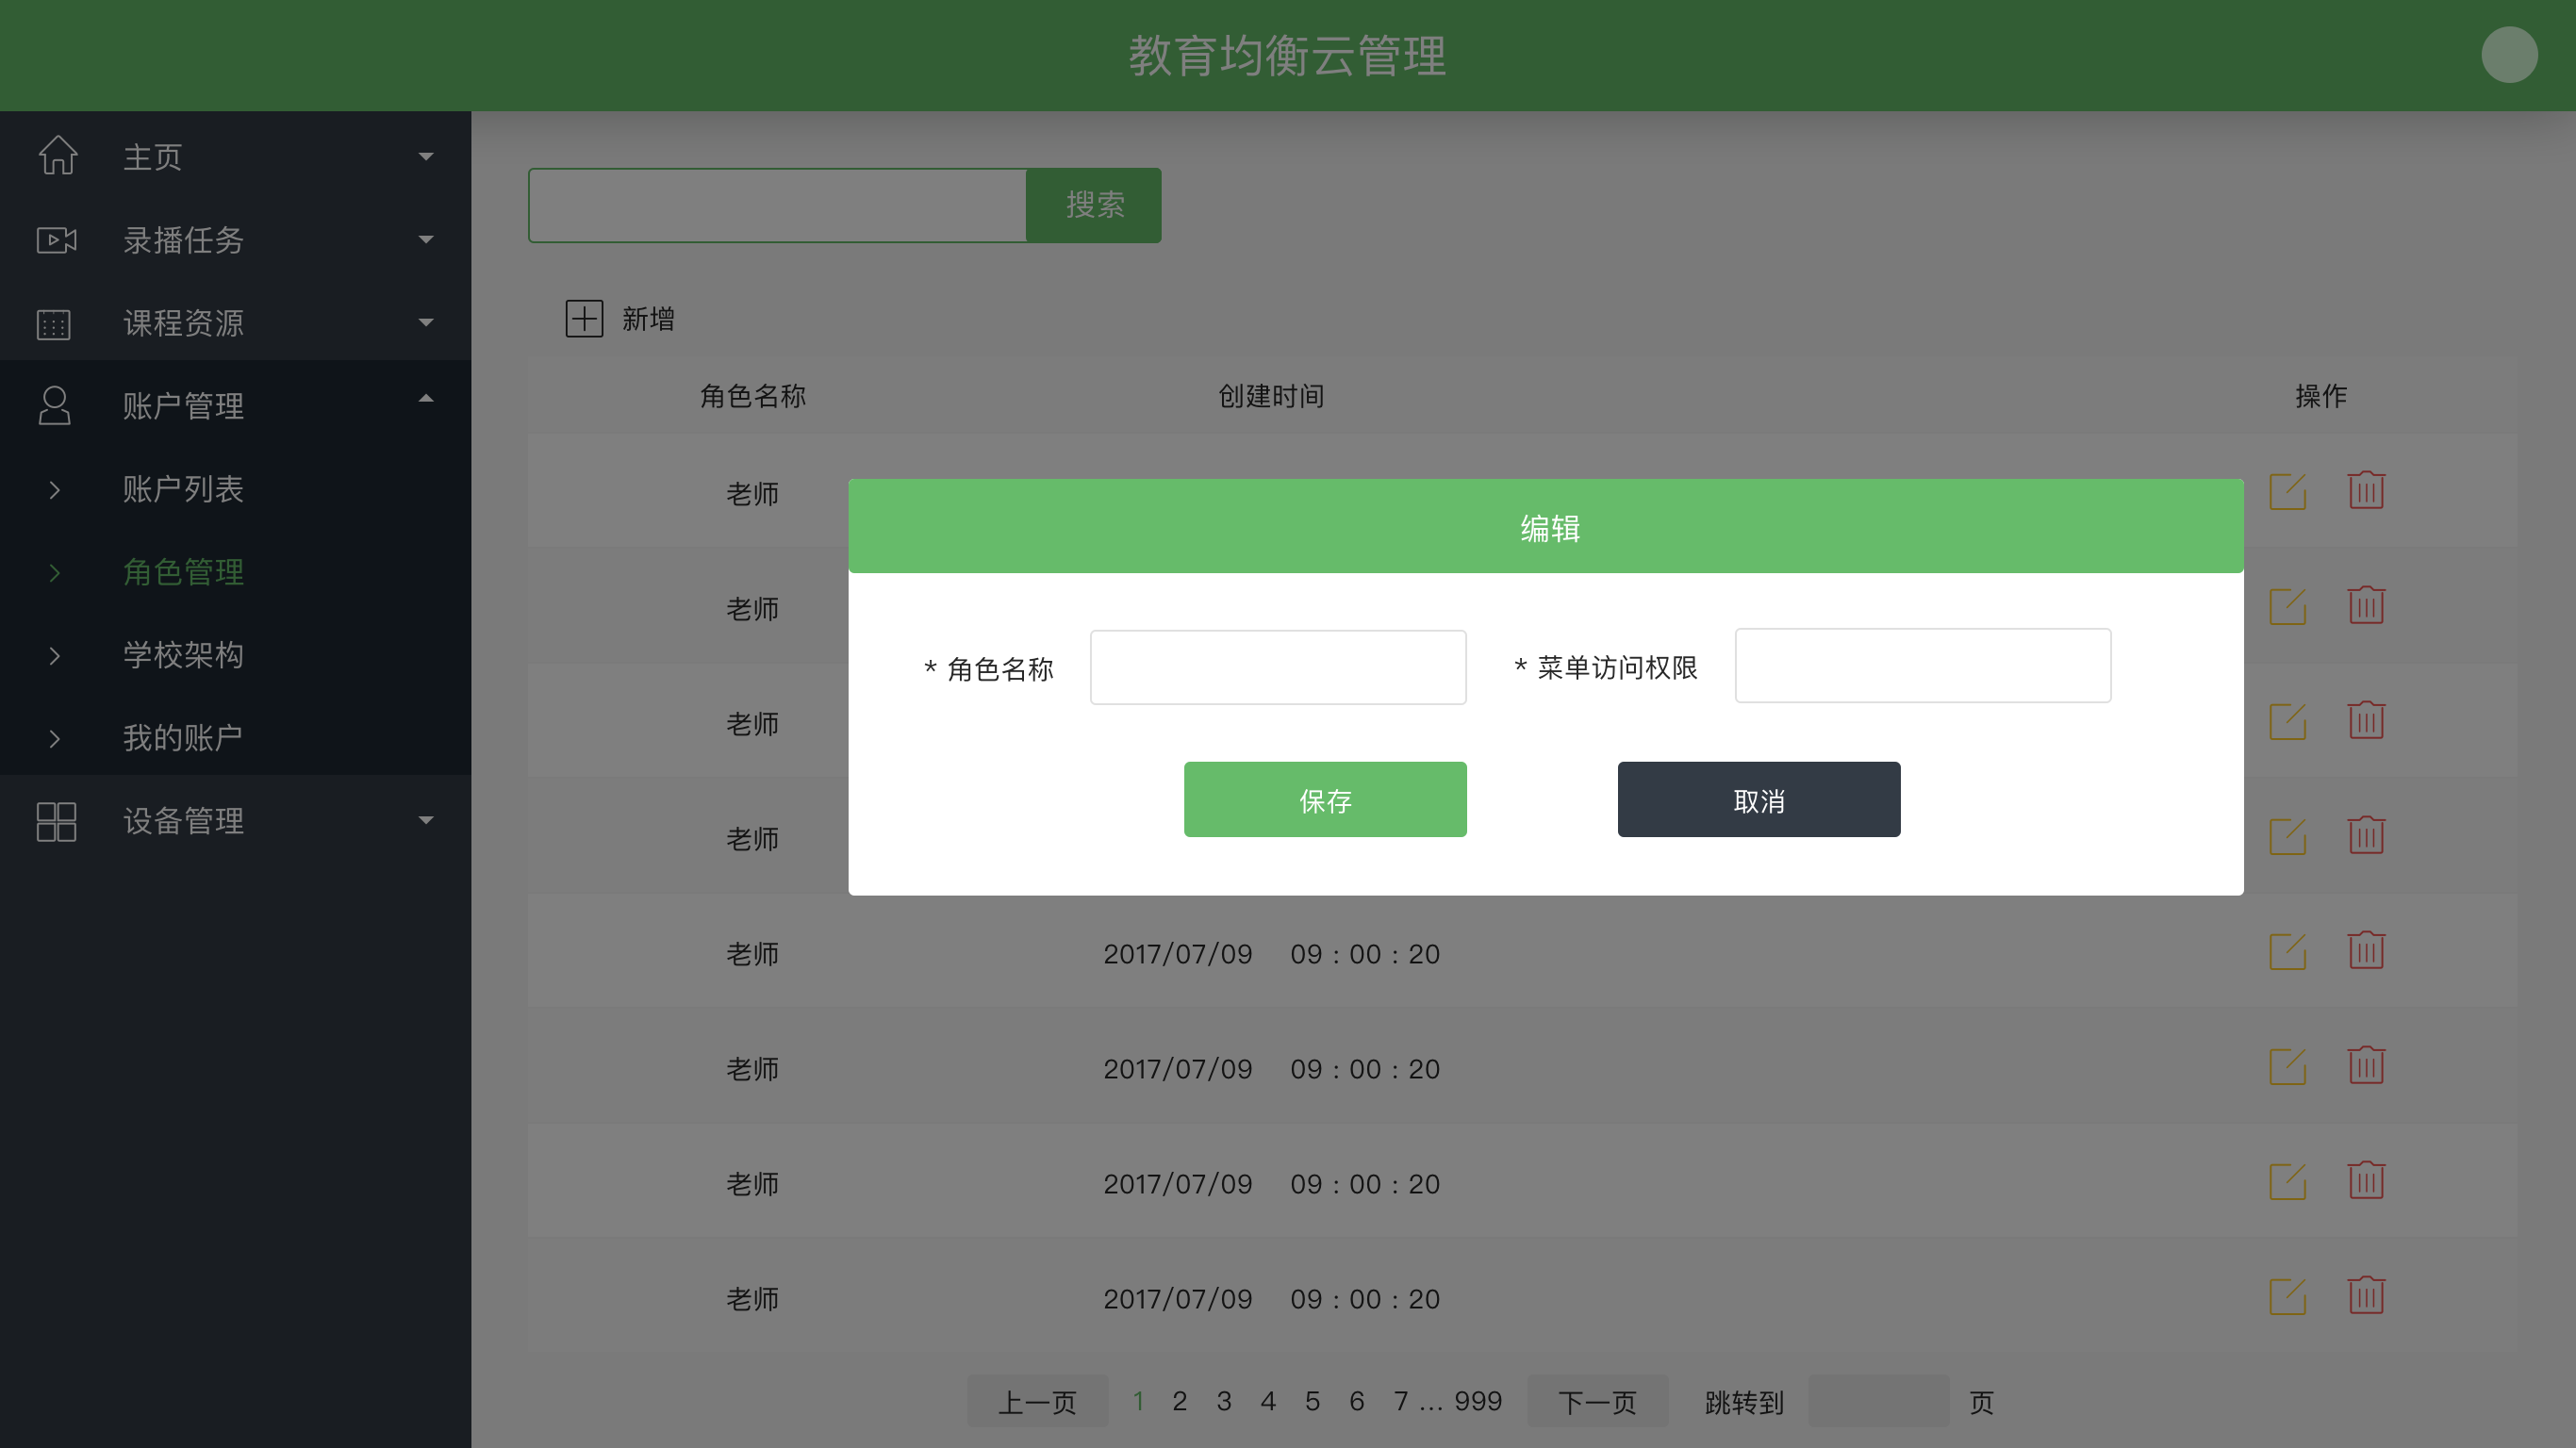 教育均衡云管理
主页
录播任务
课程资源
账户管理
账户列表
角色管理
学校架构
我的账户
设备管理
搜索
新增
角色名称 创建时间 操作
老师
老师
老师
老师
编辑
* 角色名称 * 菜单访问权限
保存 取消
老师 2017/07/09 09 : 00 : 20
老师 2017/07/09 09 : 00 : 20
老师 2017/07/09 09 : 00 : 20
老师 2017/07/09 09 : 00 : 20
上一页 1 2 3 4 5 6 7 ... 999 下一页 跳转到 页